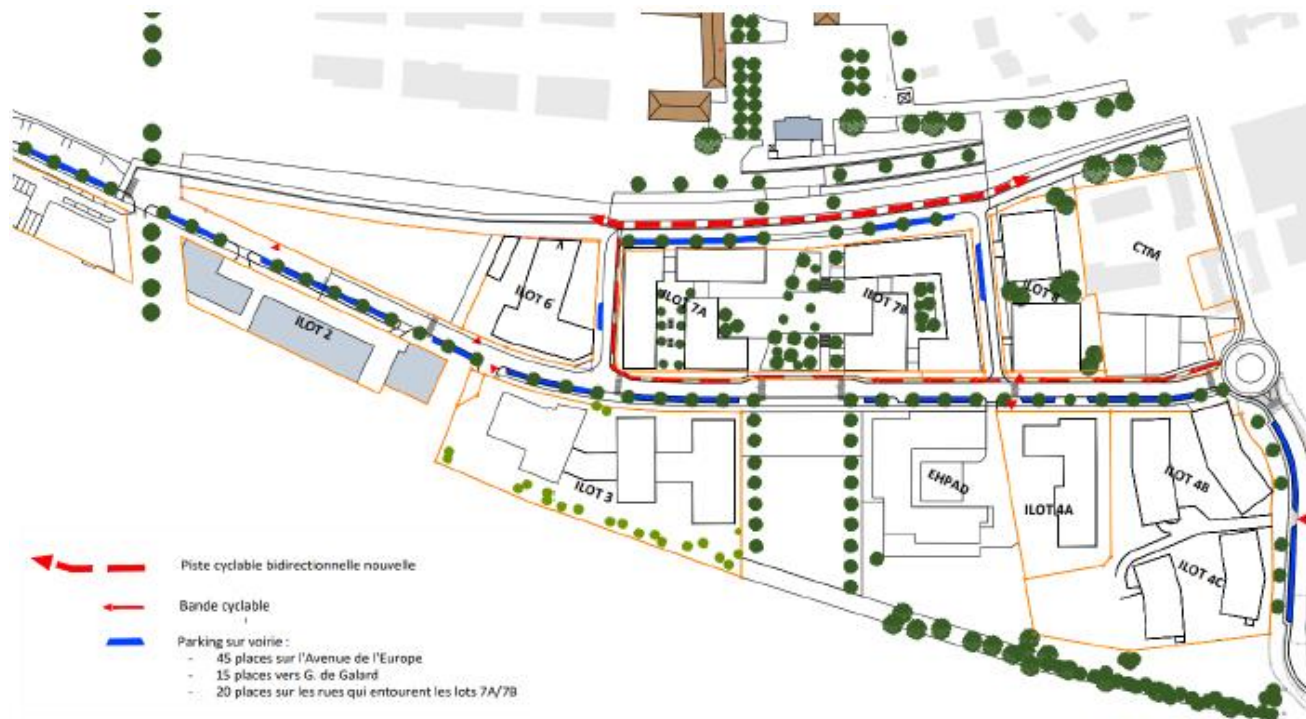 CTM
ILOT 6
ILOT 7A
ILOT 7B
ILOT 8
ILOT 2
ILOT 3
EHPAD
ILOT 4A
ILOT 4B
ILOT 4C
Piste cyclable bidirectionnelle nouvelle
Bande cyclable
Parking sur voirie :
- 45 places sur l'Avenue de l'Europe
- 15 places vers G. de Galard
- 20 places sur les rues qui entourent les lots 7A/7B